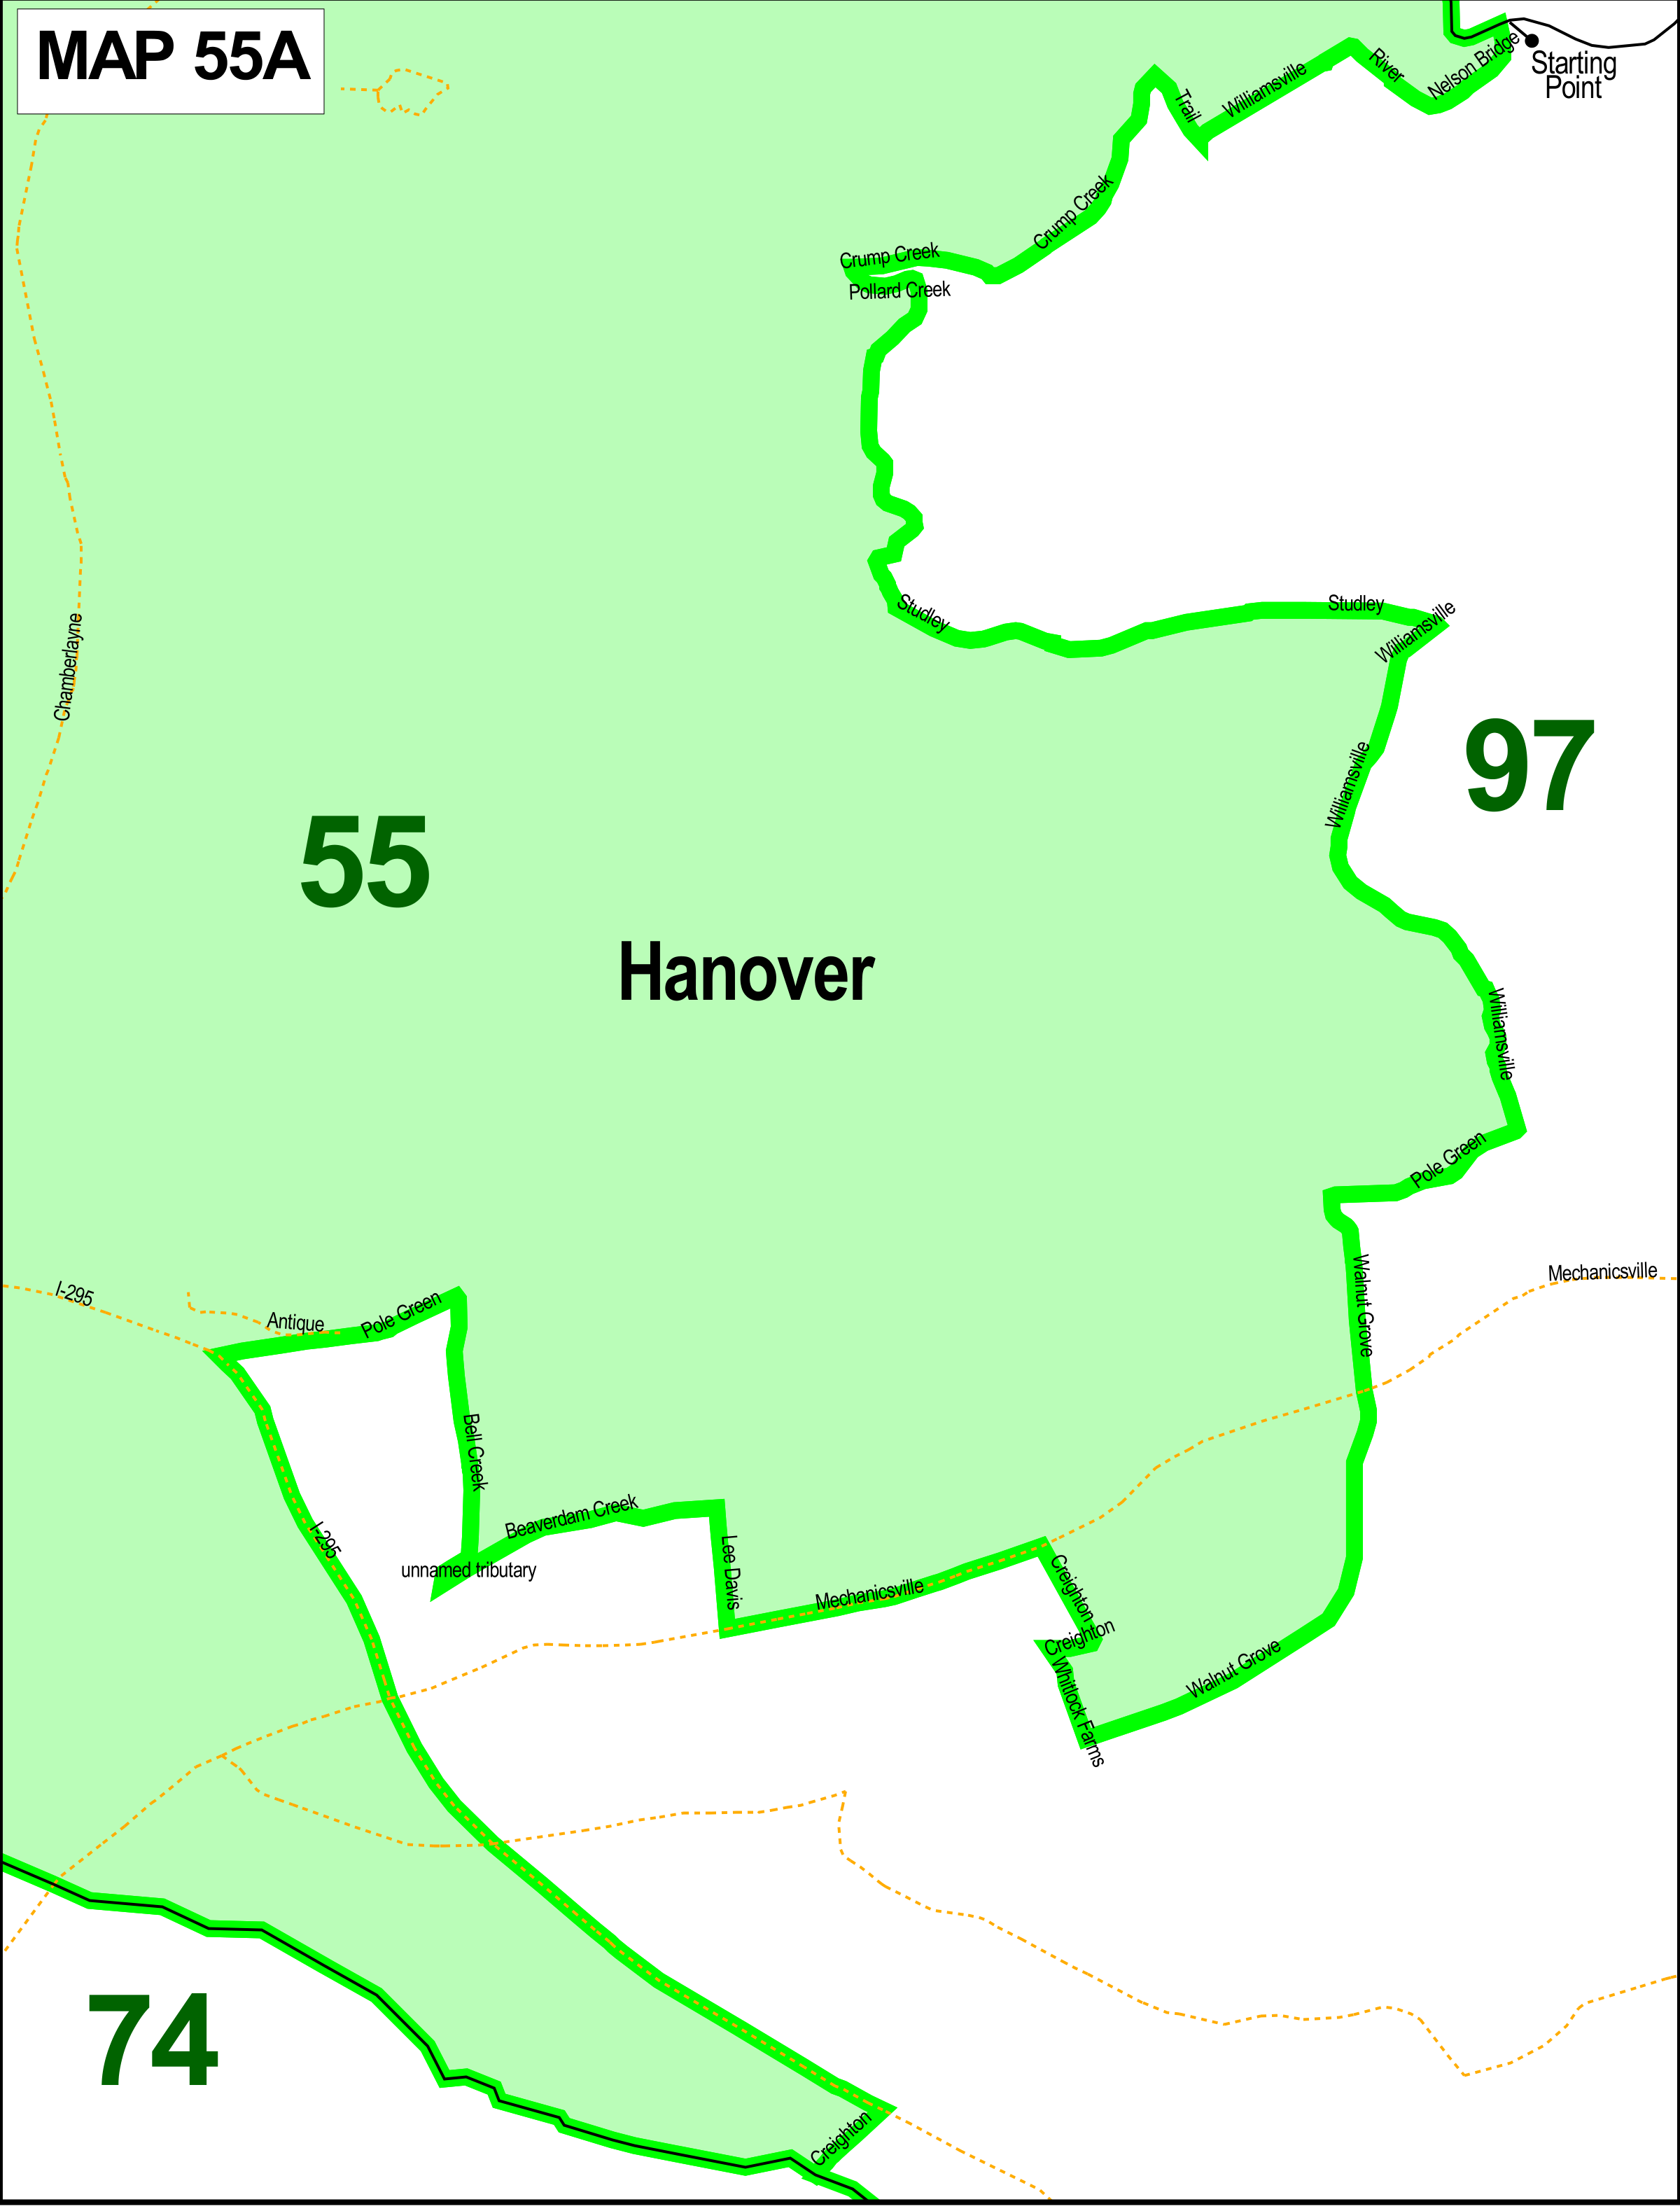 MAP 55A
Starting
Point
Nelson Bridge
River
Williamsville
Trail
Crump Creek
Crump Creek
Pollard Creek
Studley
Studley
Williamsville
Chamberlayne
97
Williamsville
55
Hanover
Williamsville
Pole Green
Walnut Grove
Mechanicsville
I-295
Antique
Pole Green
Bell Creek
Beaverdam Creek
I-295
unnamed tributary
Lee Davis
Mechanicsville
Creighton
Creighton
Walnut Grove
Whitlock Farms
74
Creighton